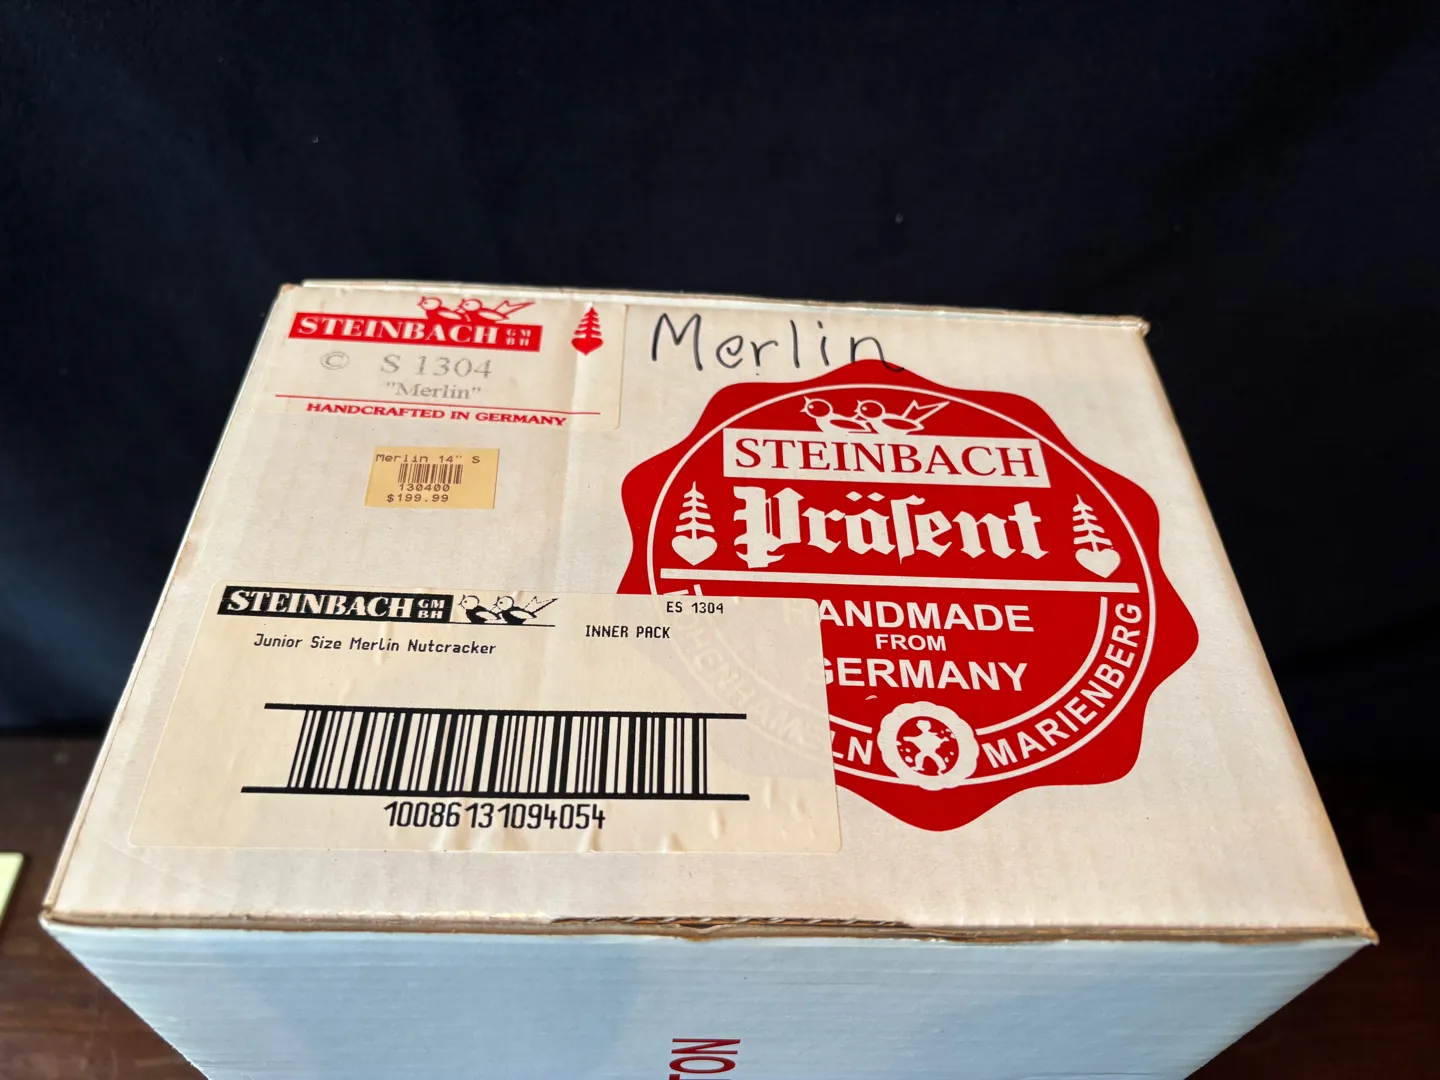 STEINBACH GM BH
© S 1304
"Merlin"
HANDCRAFTED IN GERMANY
Merlin
Merlin 14" S
130400
$199.99
STEINBACH
Präsent
HANDMADE
FROM
GERMANY
MARIENBERG
STEINBACH GM BH
ES 1304
Junior Size Merlin Nutcracker
INNER PACK
10086131094054